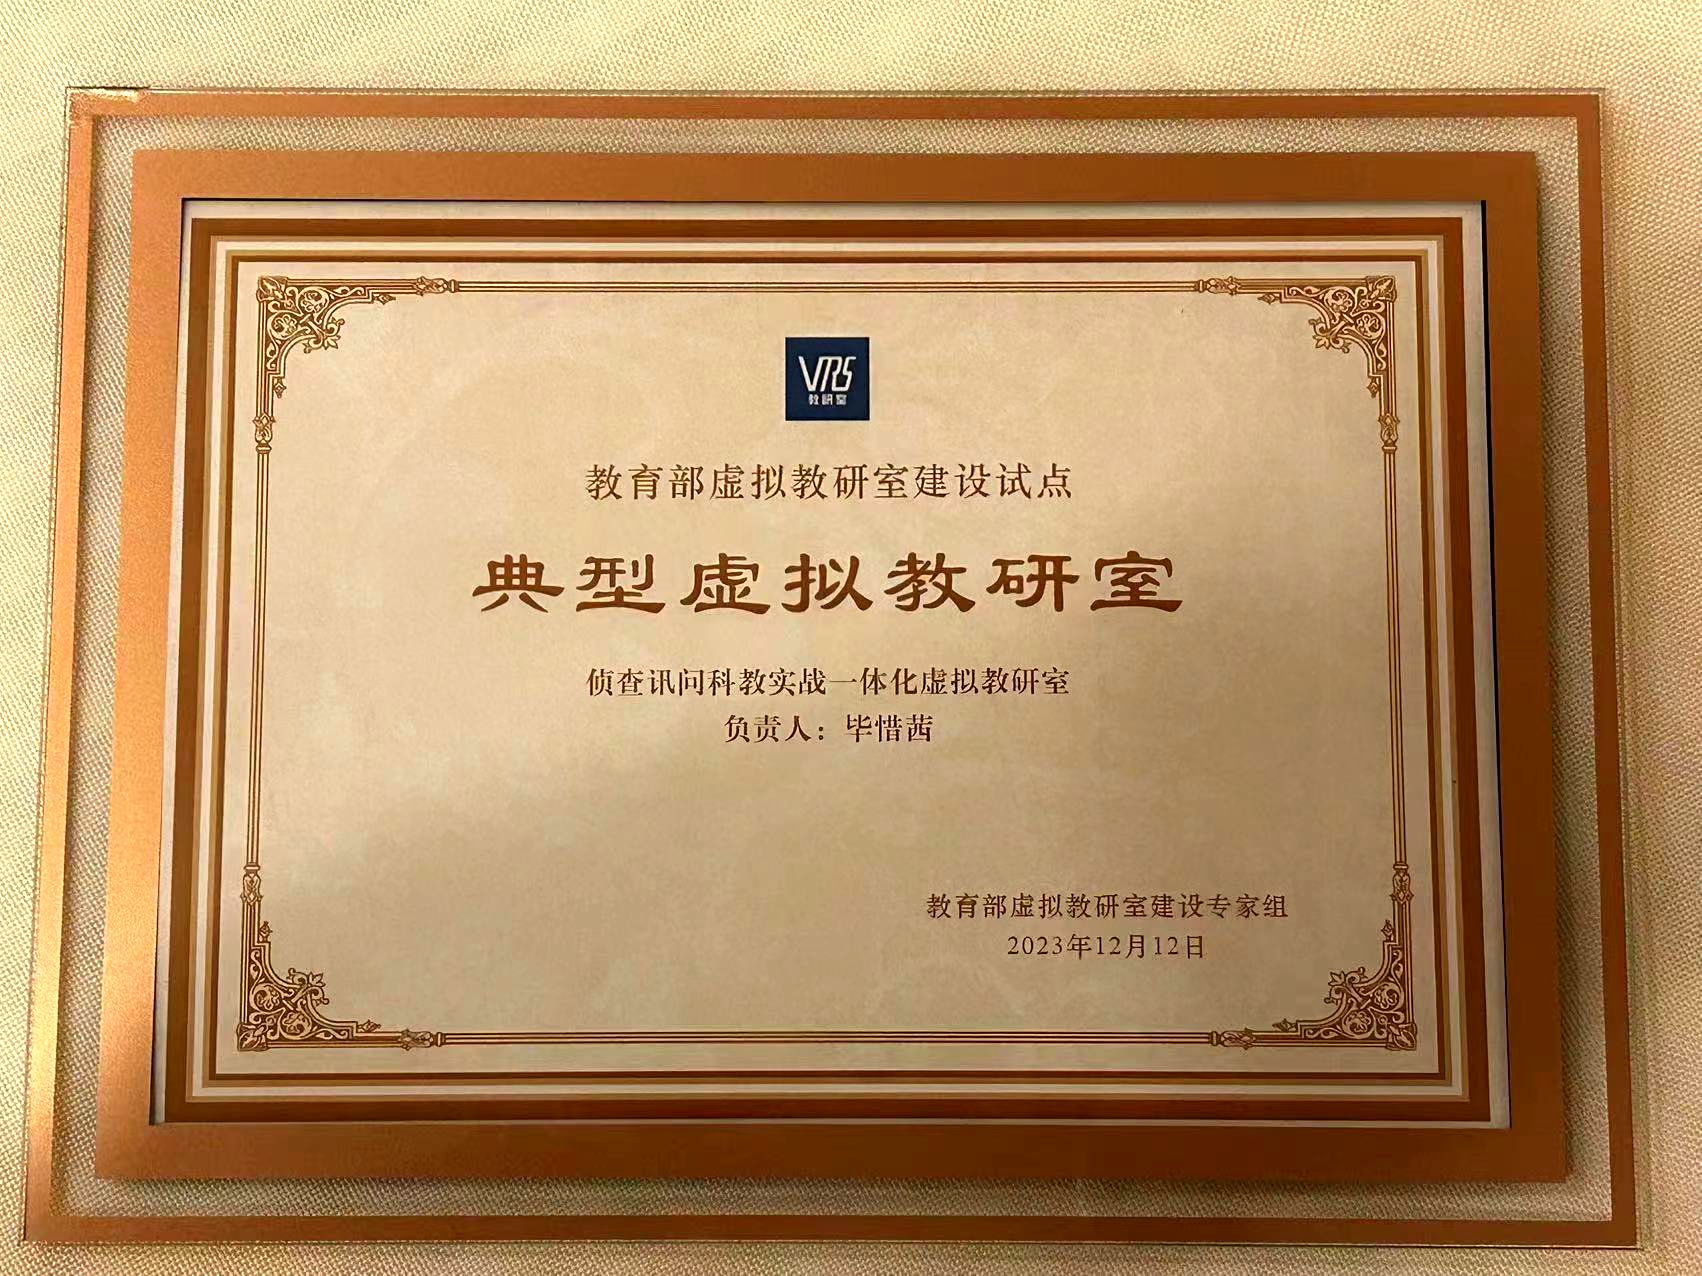 VRS
教研室
教育部虚拟教研室建设试点
典型虚拟教研室
侦查讯问科教实战一体化虚拟教研室
负责人：毕惜茜
教育部虚拟教研室建设专家组
2023年12月12日